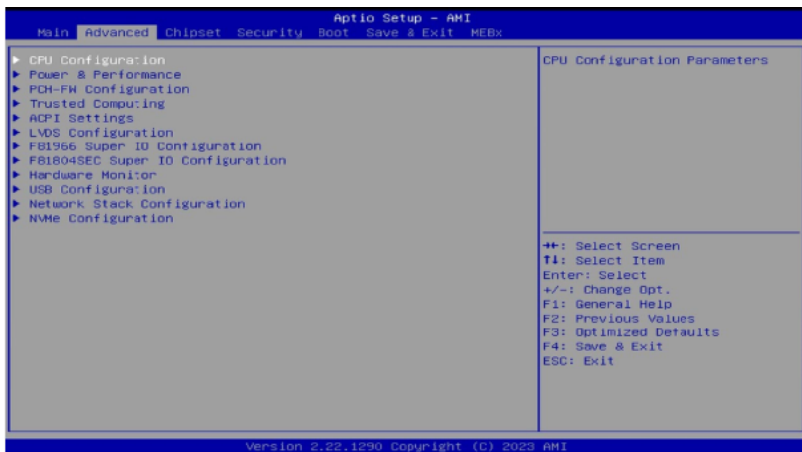 Aptio Setup - AMI
Main Advanced Chipset Security Boot Save & Exit MEBx
CPU Configuration
Power & Performance
PCH-FW Configuration
Trusted Computing
ACPI Settings
LVDS Configuration
F81966 Super IO Configuration
F81804SEC Super IO Configuration
Hardware Monitor
USB Configuration
Network Stack Configuration
NVMe Configuration
CPU Configuration Parameters
→←: Select Screen
↑↓: Select Item
Enter: Select
+/-: Change Opt.
F1: General Help
F2: Previous Values
F3: Optimized Defaults
F4: Save & Exit
ESC: Exit
Version 2.22.1290 Copyright (C) 2023 AMI